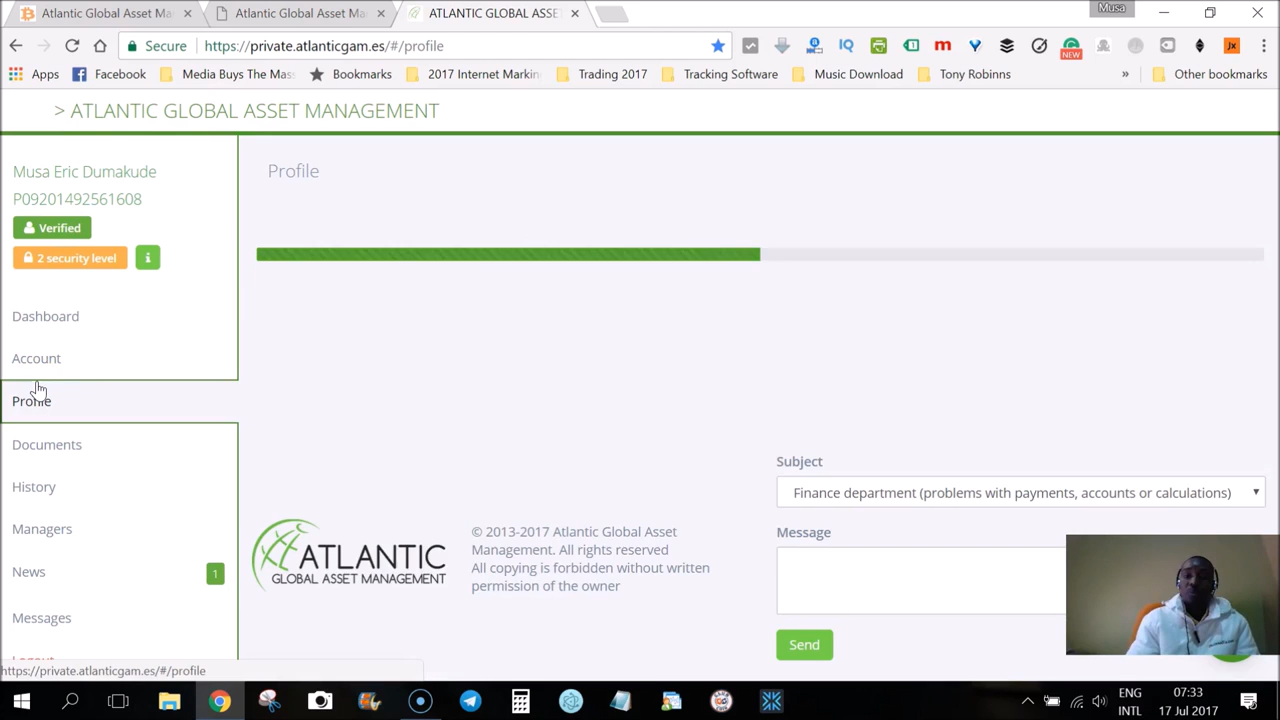 Atlantic Global Asset Ma
Atlantic Global Asset Ma
ATLANTIC GLOBAL ASSE
Musa
Secure
https://private.atlanticgam.es/#/profile
NEW
Apps
Facebook
Media Buys The Mass
Bookmarks
2017 Internet Markin
Trading 2017
Tracking Software
Music Download
Tony Robinns
»
Other bookmarks
> ATLANTIC GLOBAL ASSET MANAGEMENT
Musa Eric Dumakude
P09201492561608
Verified
2 security level
Profile
Dashboard
Account
Profile
Documents
History
Managers
News
1
Messages
Subject
Finance department (problems with payments, accounts or calculations)
Message
Send
ATLANTIC
GLOBAL ASSET MANAGEMENT
© 2013-2017 Atlantic Global Asset
Management. All rights reserved
All copying is forbidden without written
permission of the owner
https://private.atlanticgam.es/#/profile
ENG
INTL
07:33
17 Jul 2017